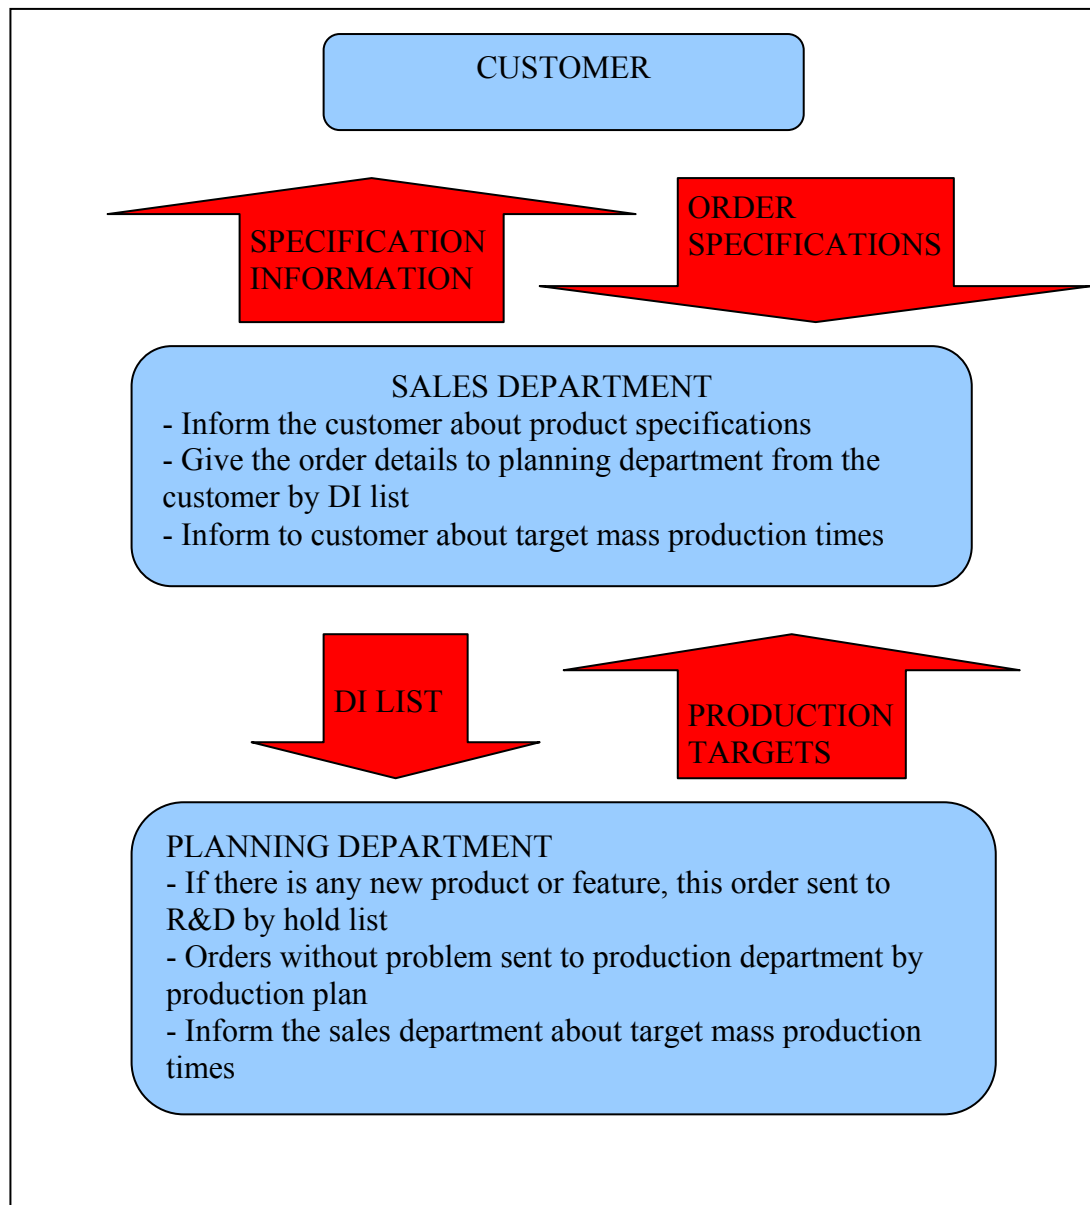 CUSTOMER
SPECIFICATION
INFORMATION
ORDER
SPECIFICATIONS
SALES DEPARTMENT
- Inform the customer about product specifications
- Give the order details to planning department from the
customer by DI list
- Inform to customer about target mass production times
DI LIST
PRODUCTION
TARGETS
PLANNING DEPARTMENT
- If there is any new product or feature, this order sent to
R&D by hold list
- Orders without problem sent to production department by
production plan
- Inform the sales department about target mass production
times